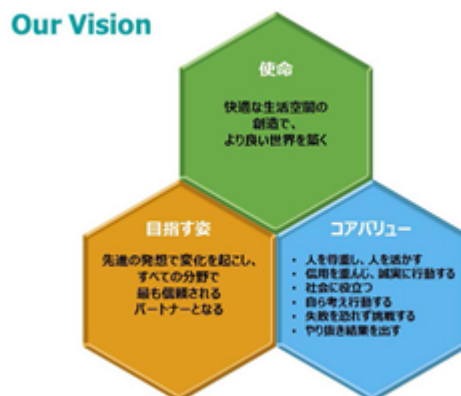 Our Vision
使命
快適な生活空間の
創造で、
より良い世界を築く
目指す姿
先進の発想で変化を起こし、
すべての分野で
最も信頼される
パートナーとなる
コアバリュー
• 人を尊重し、人を活かす
• 信用を重んじ、誠実に行動する
• 社会に役立つ
• 自ら考え行動する
• 失敗を恐れず挑戦する
• やり抜き結果を出す